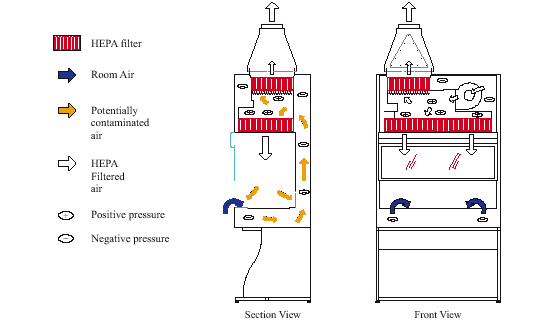 HEPA filter
Room Air
Potentially
contaminated
air
HEPA
Filtered
air
Positive pressure
Negative pressure
Section View
Front View